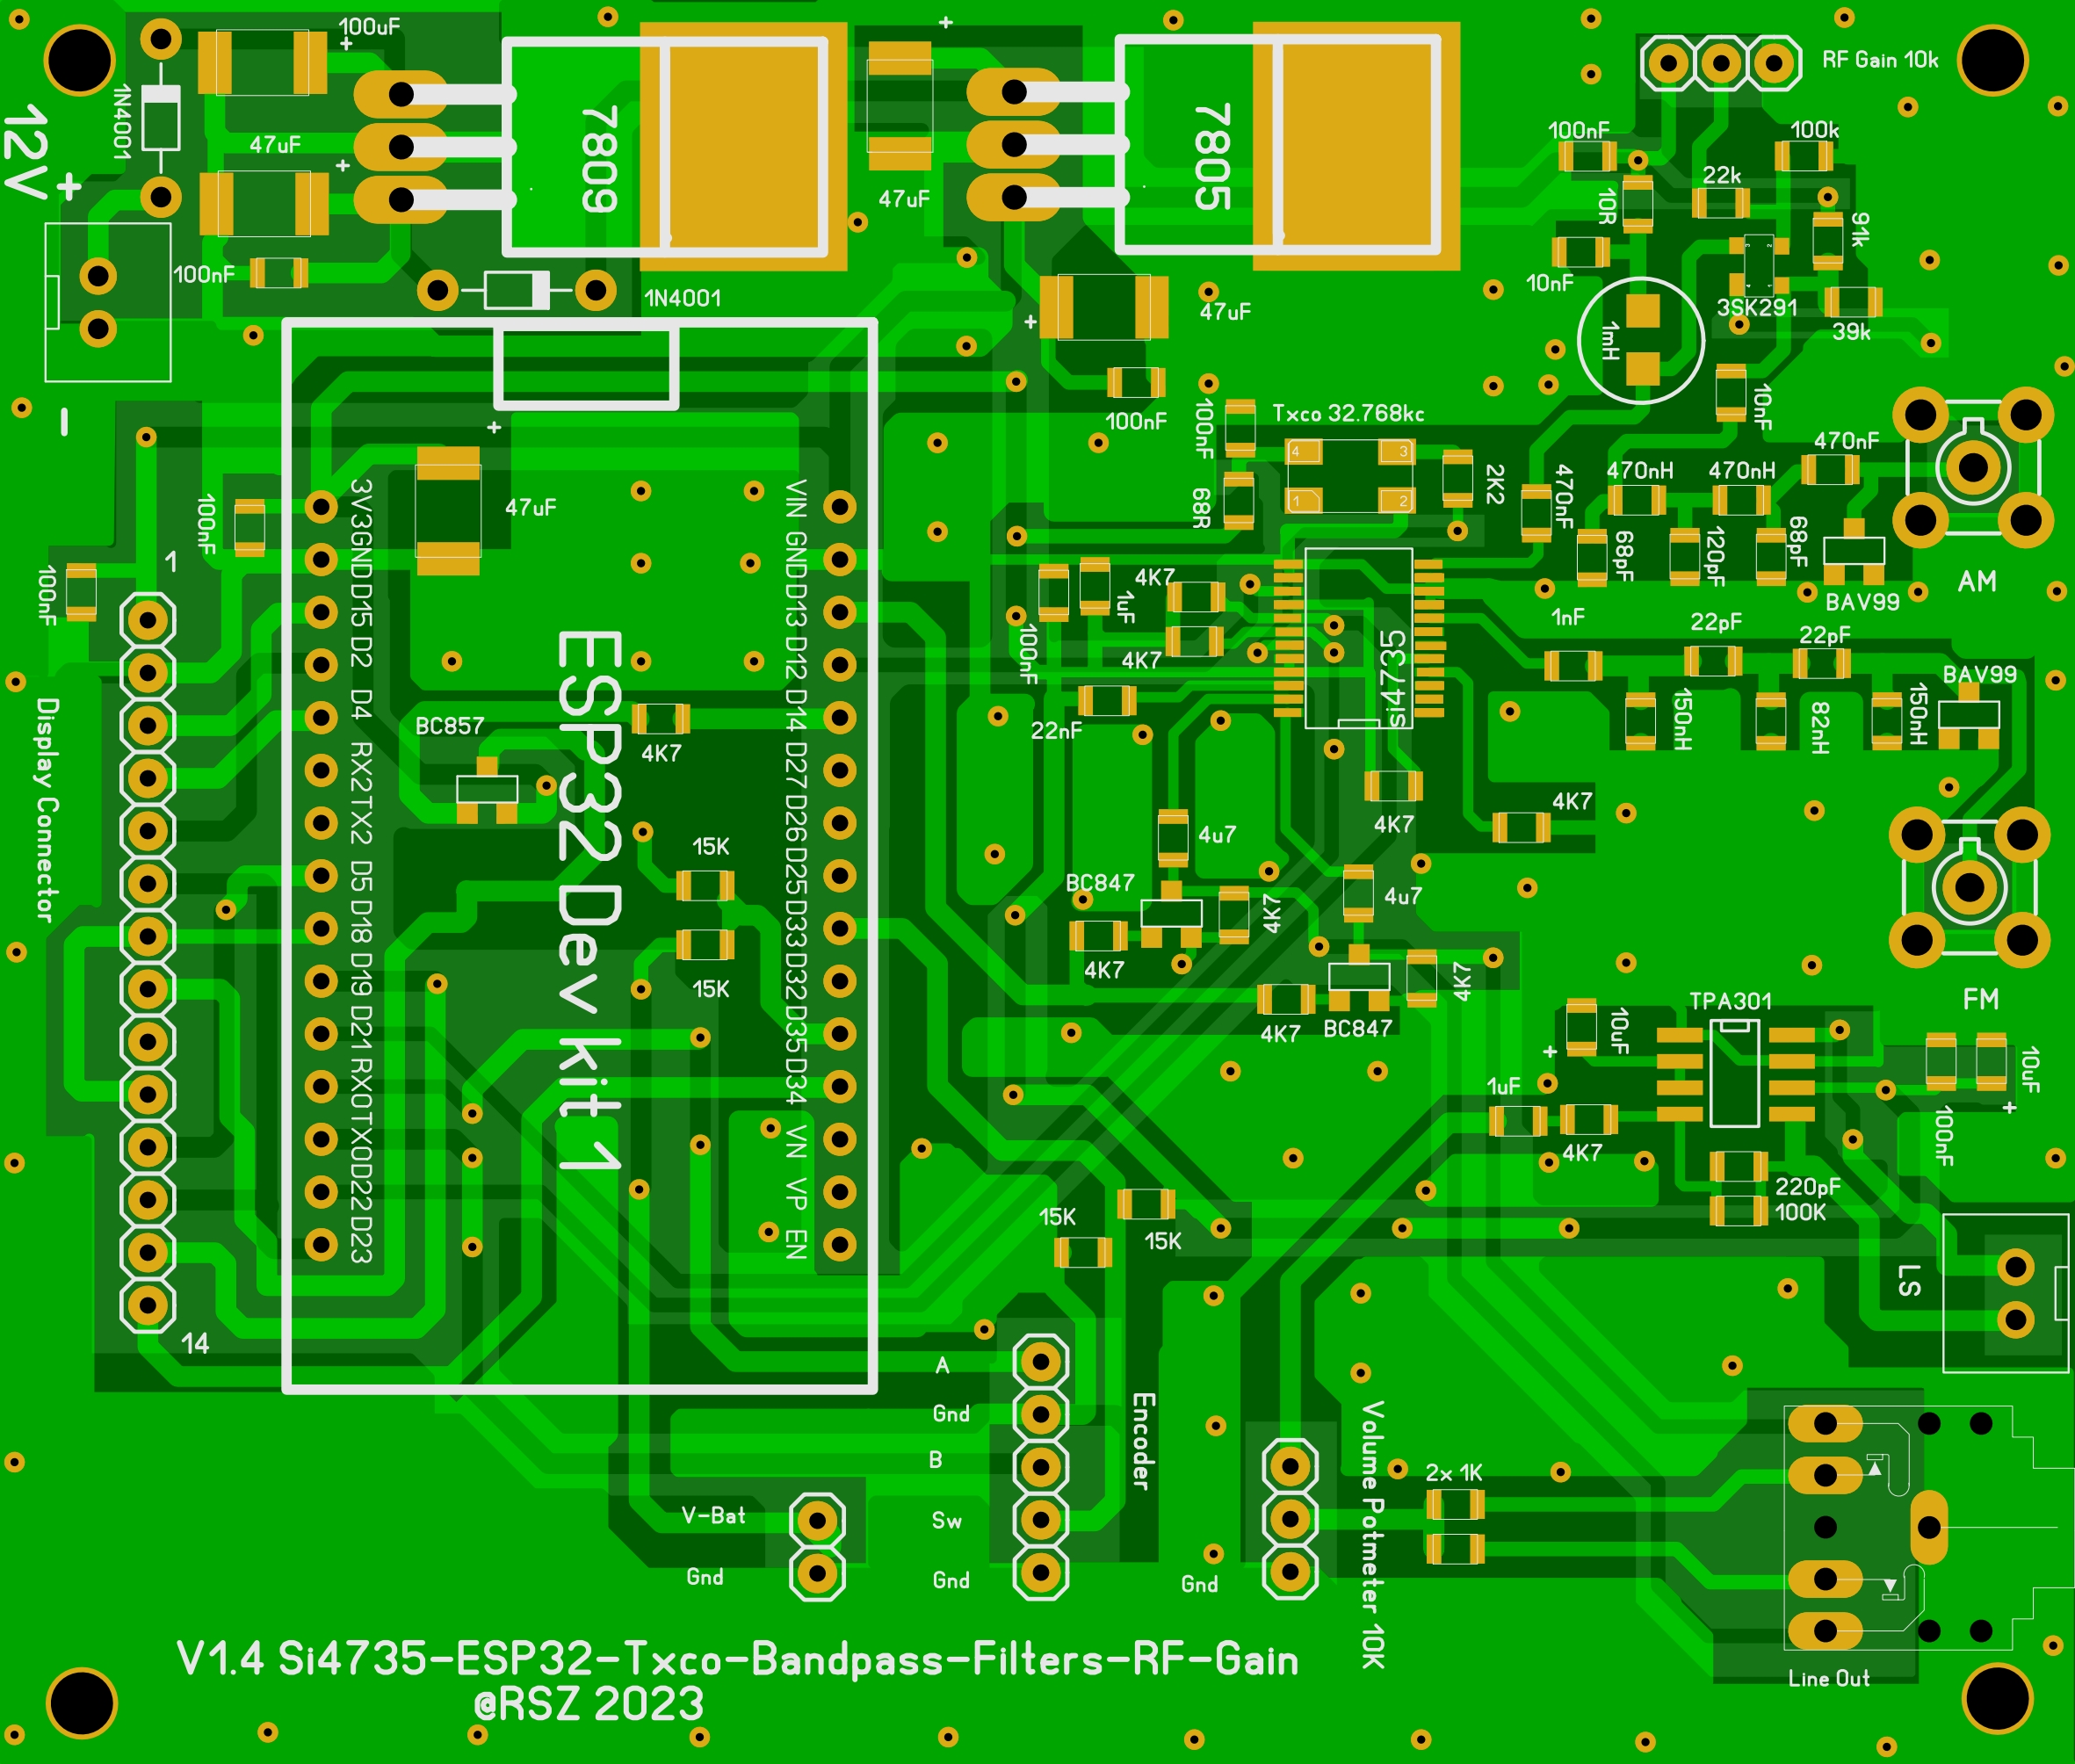 100uF
+
12V
1N4001
47uF
+
+
7809
+
47uF
7805
RF Gain 10k
100nF
100k
22k
10R
91k
10nF
3SK291
39k
1mH
10nF
100nF
1N4001
47uF
+
100nF
-
+
47uF
100nF
100nF
1
Txco 32.768kc
4
3
1
2
100nF
68R
2K2
470nF
470nH
470nH
470nF
68pF
120pF
68pF
BAV99
AM
3V3 GND D15 D2 D4 RX2 TX2 D5 D18 D19 D21 RX0 TX0 D22 D23
VIN GND D13 D12 D14 D27 D26 D25 D33 D32 D35 D34 VN VP EN
ESP32 Dev kit 1
Display Connector
4K7
1uF
100nF
4K7
22nF
si4735
1nF
22pF
22pF
150nH
82nH
150nH
BAV99
BC857
4K7
15K
15K
4u7
4K7
4K7
BC847
4K7
4K7
4u7
4K7
4K7
BC847
FM
TPA301
10uF
+
1uF
4K7
10uF
+
100nF
220pF
100K
15K
15K
LS
14
A
Gnd
B
Sw
Gnd
Encoder
V-Bat
Gnd
Gnd
Volume Potmeter 10K
2x 1K
Line Out
V1.4 Si4735-ESP32-Txco-Bandpass-Filters-RF-Gain
@RSZ 2023